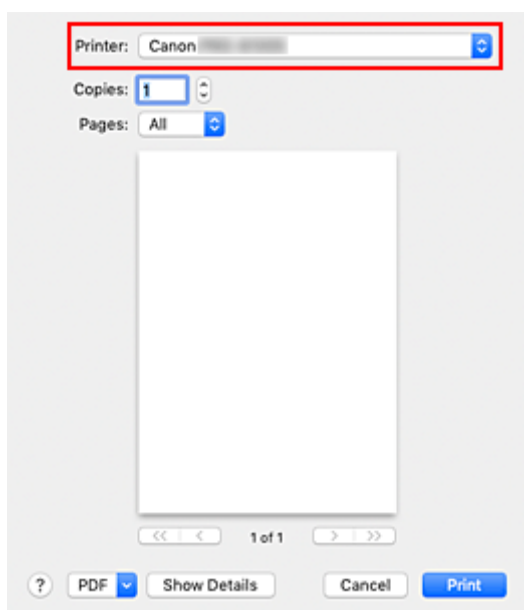 Printer: Canon
Copies: 1
Pages: All
1 of 1
? PDF Show Details Cancel Print